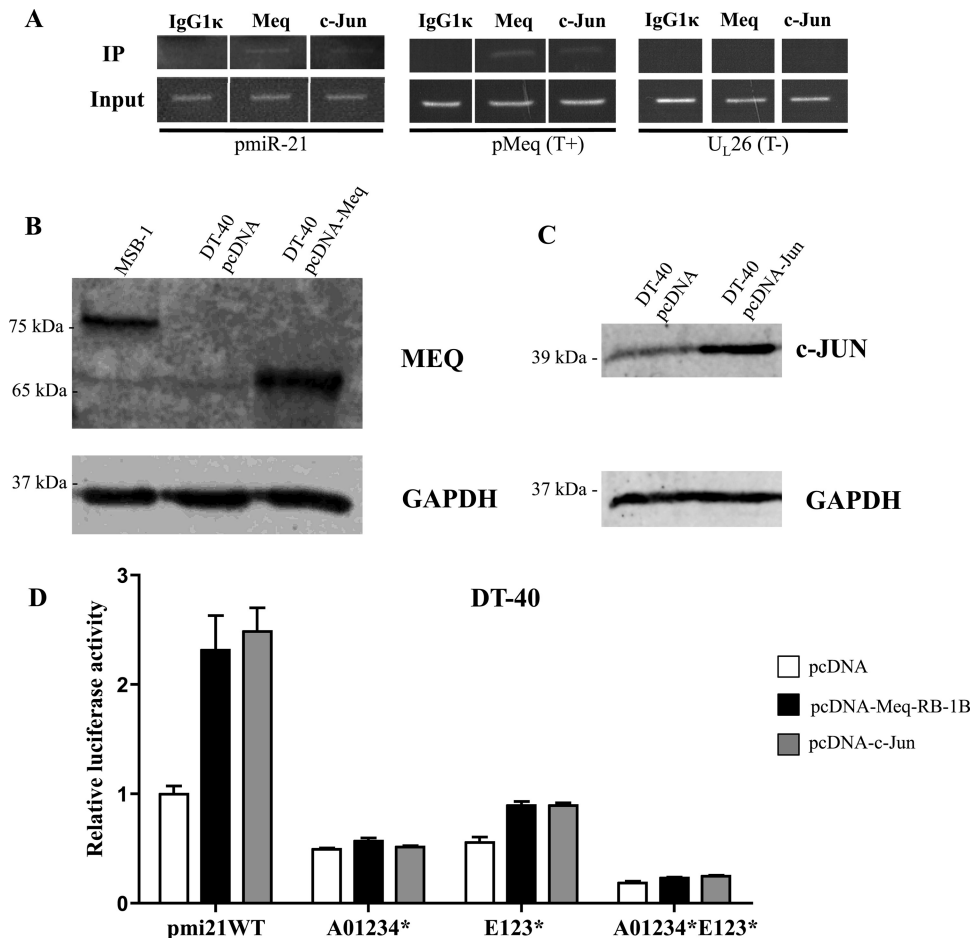 A
IgG1κ Meq c-Jun IgG1κ Meq c-Jun IgG1κ Meq c-Jun
IP
Input
pmiR-21 pMeq (T+) UL26 (T-)
B
MSB-1
DT-40
pcDNA
DT-40
pcDNA-Meq
75 kDa -
65 kDa -
MEQ
37 kDa -
GAPDH
C
DT-40
pcDNA
DT-40
pcDNA-Jun
39 kDa -
c-JUN
37 kDa -
GAPDH
D
DT-40
Relative luciferase activity
3
2
1
0
pmi21WT A01234* E123* A01234*E123*
pcDNA
pcDNA-Meq-RB-1B
pcDNA-c-Jun